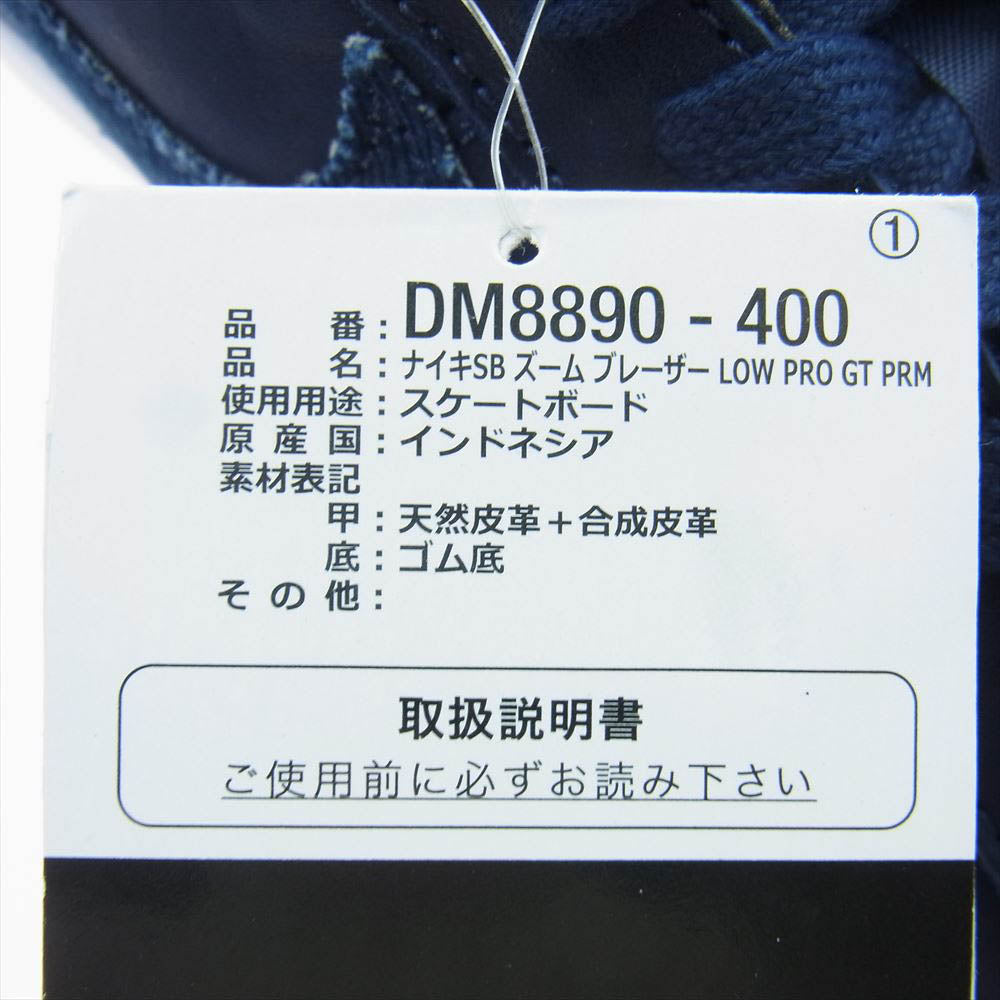 ①
品番:DM8890 - 400
品名:ナイキSB ズーム ブレーザー LOW PRO GT PRM
使用用途:スケートボード
原産国:インドネシア
素材表記
甲:天然皮革＋合成皮革
底:ゴム底
その他:
取扱説明書
ご使用前に必ずお読み下さい